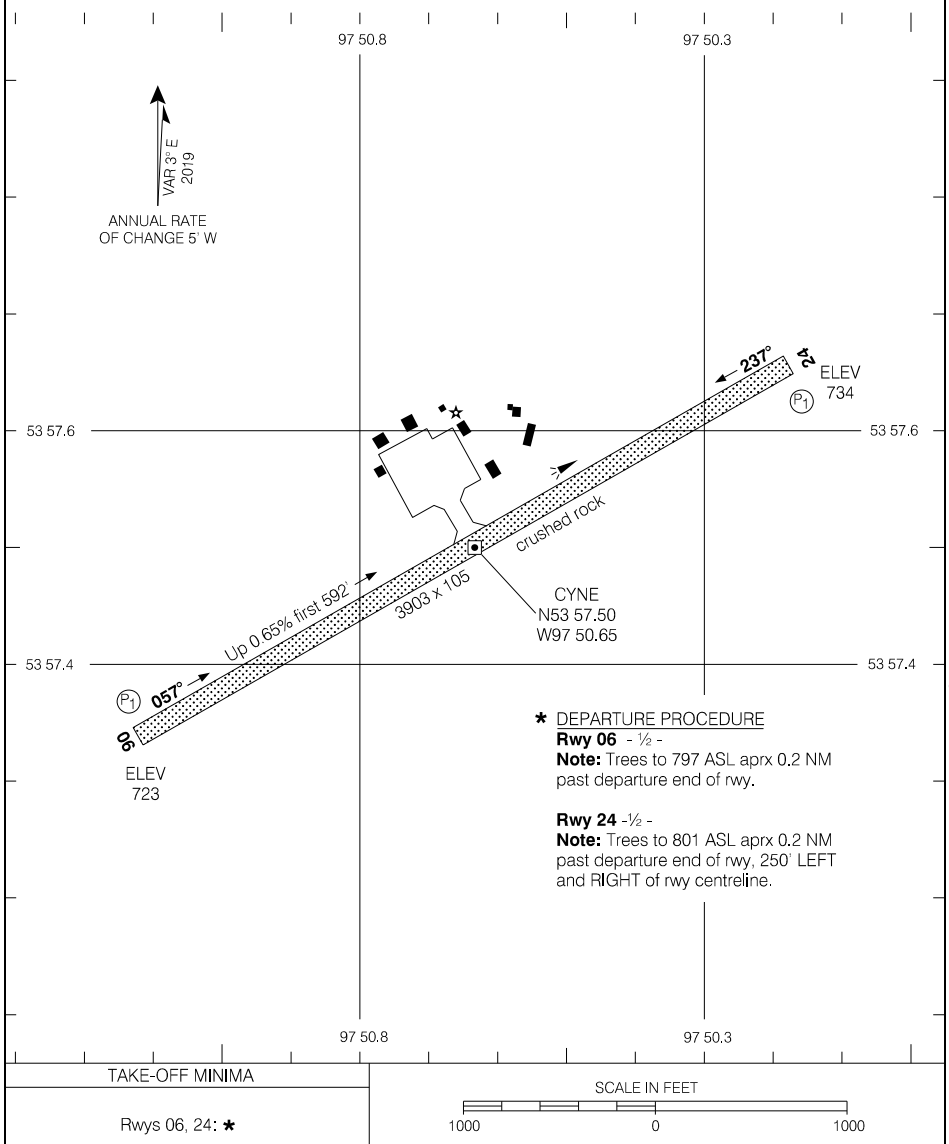 97 50.8
97 50.3
VAR 3° E
2019
ANNUAL RATE
OF CHANGE 5' W
237°
24
ELEV
734
P1
53 57.6
53 57.6
crushed rock
3903 x 105
Up 0.65% first 592'
CYNE
N53 57.50
W97 50.65
53 57.4
53 57.4
P1
057°
06
ELEV
723
* DEPARTURE PROCEDURE
Rwy 06 - ½ -
Note: Trees to 797 ASL aprx 0.2 NM
past departure end of rwy.
Rwy 24 -½ -
Note: Trees to 801 ASL aprx 0.2 NM
past departure end of rwy, 250' LEFT
and RIGHT of rwy centreline.
97 50.8
97 50.3
TAKE-OFF MINIMA
Rwys 06, 24: *
SCALE IN FEET
1000
0
1000